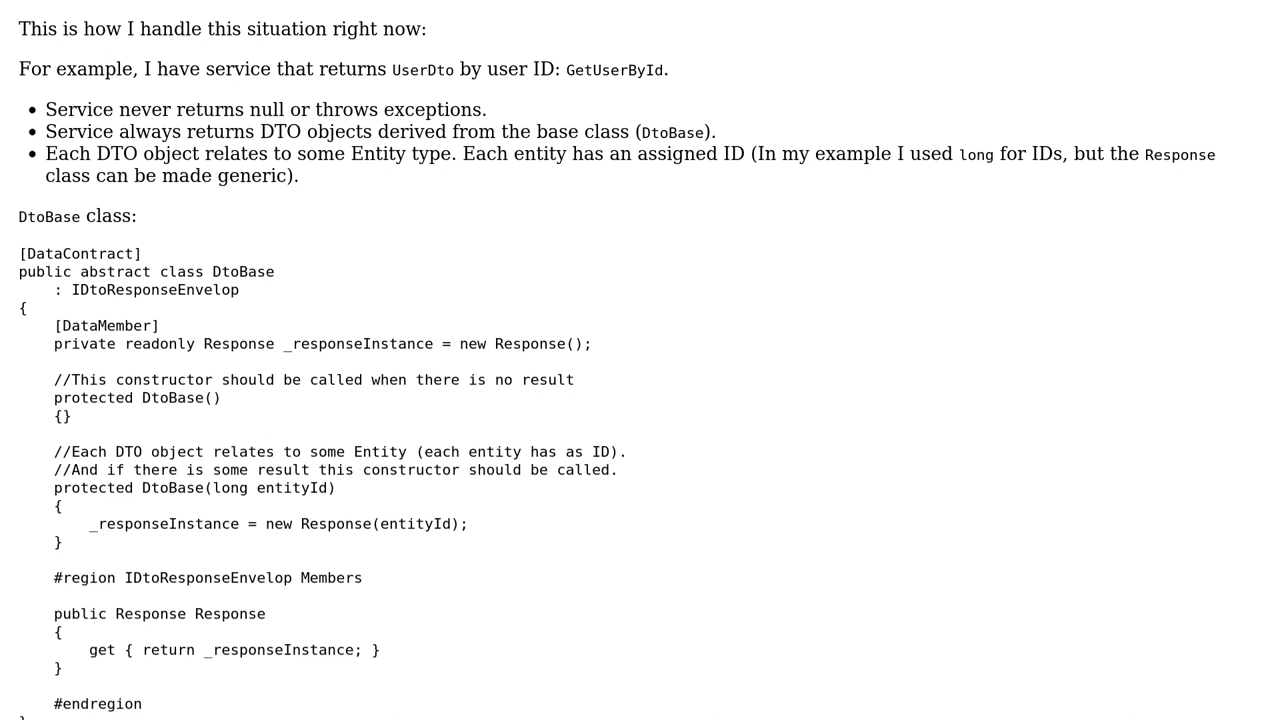 This is how I handle this situation right now:
For example, I have service that returns UserDto by user ID: GetUserById.
• Service never returns null or throws exceptions.
• Service always returns DTO objects derived from the base class (DtoBase).
• Each DTO object relates to some Entity type. Each entity has an assigned ID (In my example I used long for IDs, but the Response
class can be made generic).
DtoBase class:
[DataContract]
public abstract class DtoBase
    : IDtoResponseEnvelop
{
    [DataMember]
    private readonly Response _responseInstance = new Response();
    //This constructor should be called when there is no result
    protected DtoBase()
    {}
    //Each DTO object relates to some Entity (each entity has as ID).
    //And if there is some result this constructor should be called.
    protected DtoBase(long entityId)
    {
        _responseInstance = new Response(entityId);
    }
    #region IDtoResponseEnvelop Members
    public Response Response
    {
        get { return _responseInstance; }
    }
    #endregion